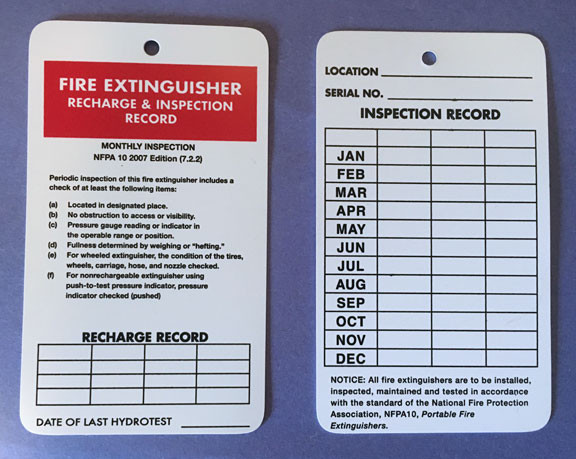 FIRE EXTINGUISHER
RECHARGE & INSPECTION
RECORD
MONTHLY INSPECTION
NFPA 10 2007 Edition (7.2.2)
Periodic inspection of this fire extinguisher includes a
check of at least the following items:
(a) Located in designated place.
(b) No obstruction to access or visibility.
(c) Pressure gauge reading or indicator in
the operable range or position.
(d) Fullness determined by weighing or “hefting.”
(e) For wheeled extinguisher, the condition of the tires,
wheels, carriage, hose, and nozzle checked.
(f) For nonrechargeable extinguisher using
push-to-test pressure indicator, pressure
indicator checked (pushed)
RECHARGE RECORD
DATE OF LAST HYDROTEST
LOCATION
SERIAL NO.
INSPECTION RECORD
JAN
FEB
MAR
APR
MAY
JUN
JUL
AUG
SEP
OCT
NOV
DEC
NOTICE: All fire extinguishers are to be installed,
inspected, maintained and tested in accordance
with the standard of the National Fire Protection
Association, NFPA10, Portable Fire
Extinguishers.